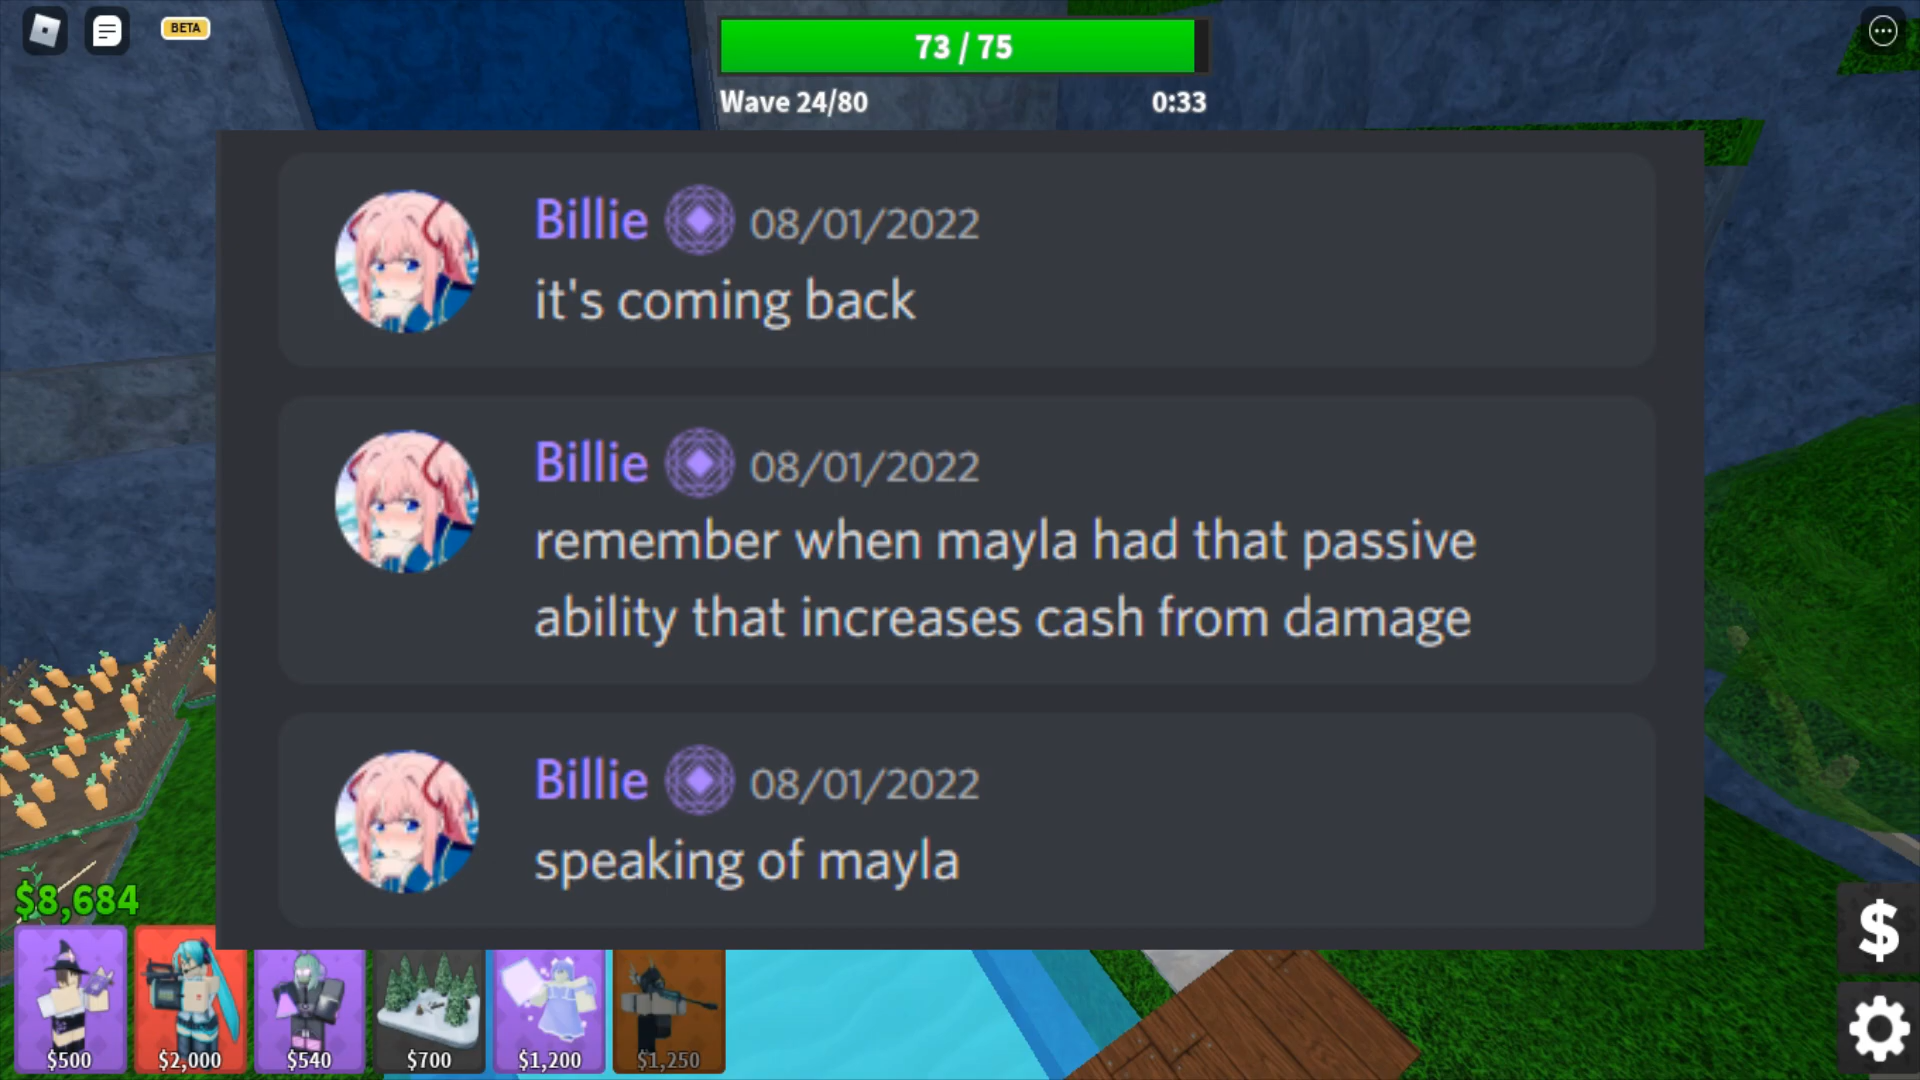 BETA
73 / 75
Wave 24/80 0:33
Billie 08/01/2022
it's coming back
Billie 08/01/2022
remember when mayla had that passive
ability that increases cash from damage
Billie 08/01/2022
speaking of mayla
$8,684
$500 $2,000 $540 $700 $1,200 $1,250
$